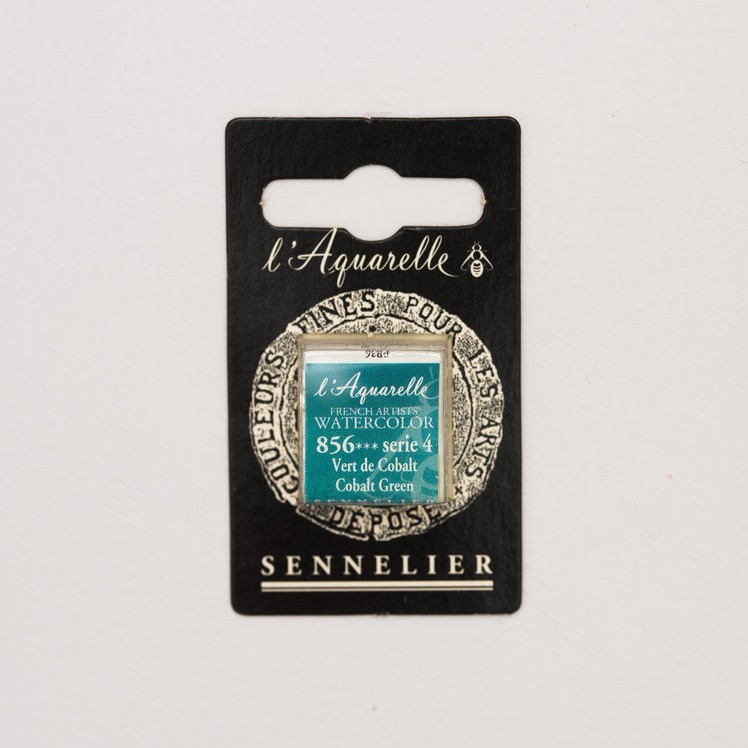 l'Aquarelle
COULEURS FINES POUR LES ARTS
DÉPOSÉ
l'Aquarelle
FRENCH ARTISTS'
WATERCOLOR
856*** serie 4
Vert de Cobalt
Cobalt Green
SENNELIER
SENNELIER